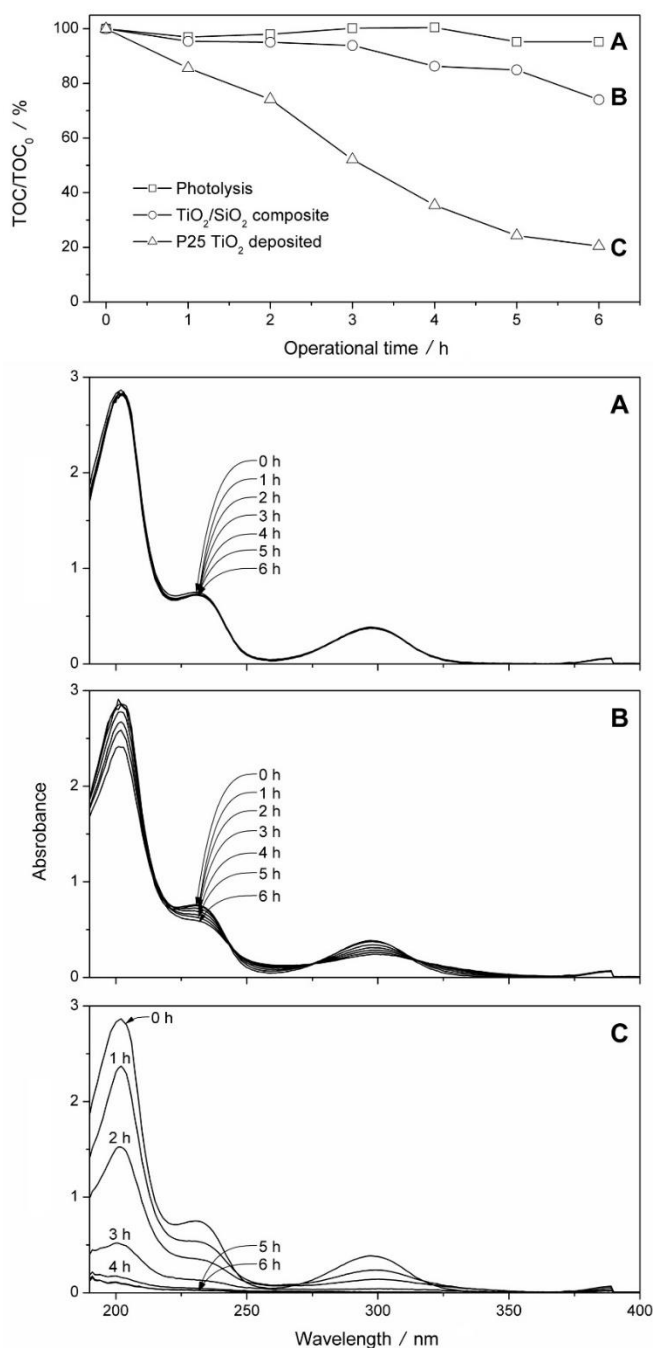 100
80
60
40
20
0
TOC/TOC₀ / %
A
B
C
Photolysis
TiO₂/SiO₂ composite
P25 TiO₂ deposited
0 1 2 3 4 5 6
Operational time / h
A
3
2
1
0
0 h
1 h
2 h
3 h
4 h
5 h
6 h
B
3
2
1
0
0 h
1 h
2 h
3 h
4 h
5 h
6 h
Absrobance
C
3
2
1
0
0 h
1 h
2 h
3 h
4 h
5 h
6 h
200 250 300 350 400
Wavelength / nm